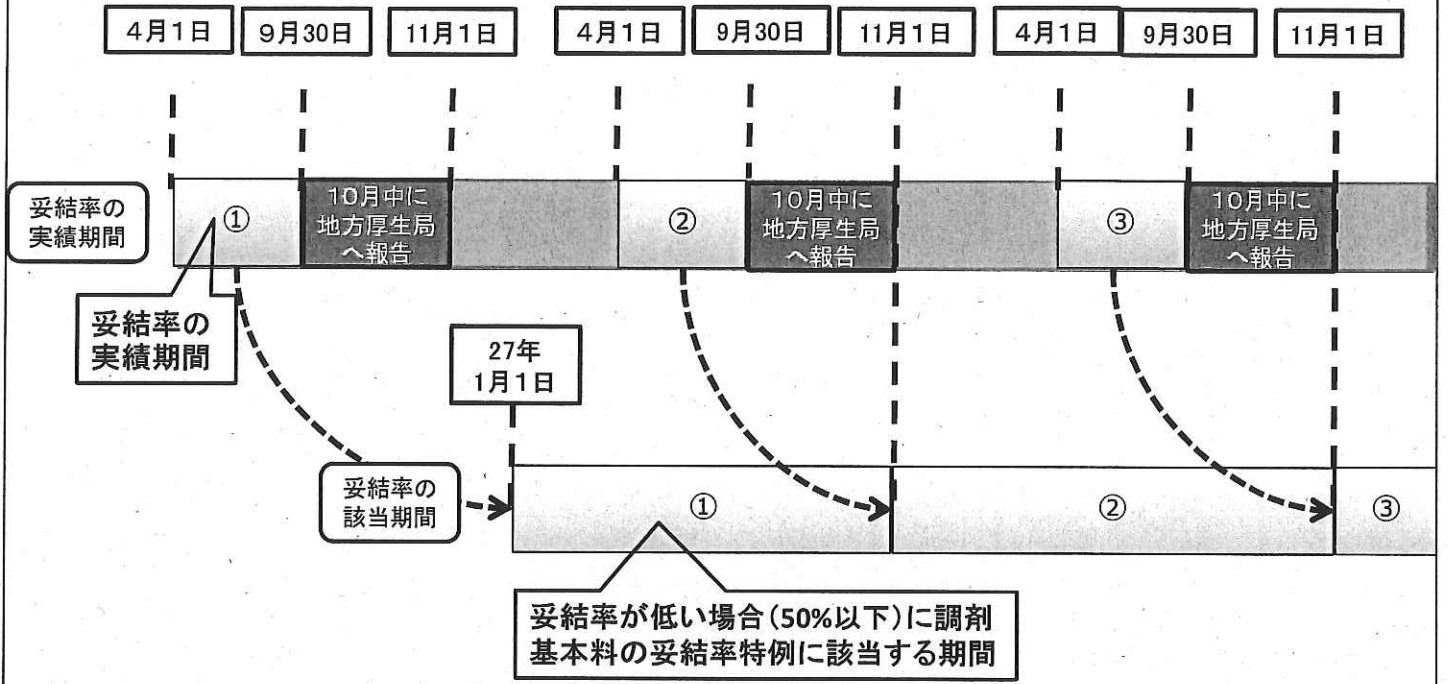 4月1日
9月30日
11月1日
4月1日
9月30日
11月1日
4月1日
9月30日
11月1日
妥結率の
実績期間
①
10月中に
地方厚生局
へ報告
②
10月中に
地方厚生局
へ報告
③
10月中に
地方厚生局
へ報告
妥結率の
実績期間
27年
1月1日
妥結率の
該当期間
①
②
③
妥結率が低い場合(50%以下)に調剤
基本料の妥結率特例に該当する期間